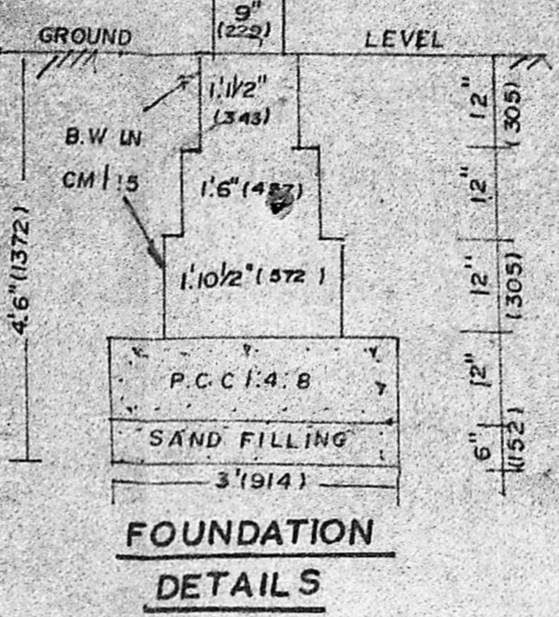 9"
(229)
GROUND LEVEL
1'.1½"
(343)
12"
(305)
B.W IN
CM 1:5
1'.6" (457)
12"
4'.6" (1372)
1'.10½" (572)
12"
(305)
P.C.C 1:4:8
12"
SAND FILLING
6"
(152)
3'(914)
FOUNDATION
DETAILS